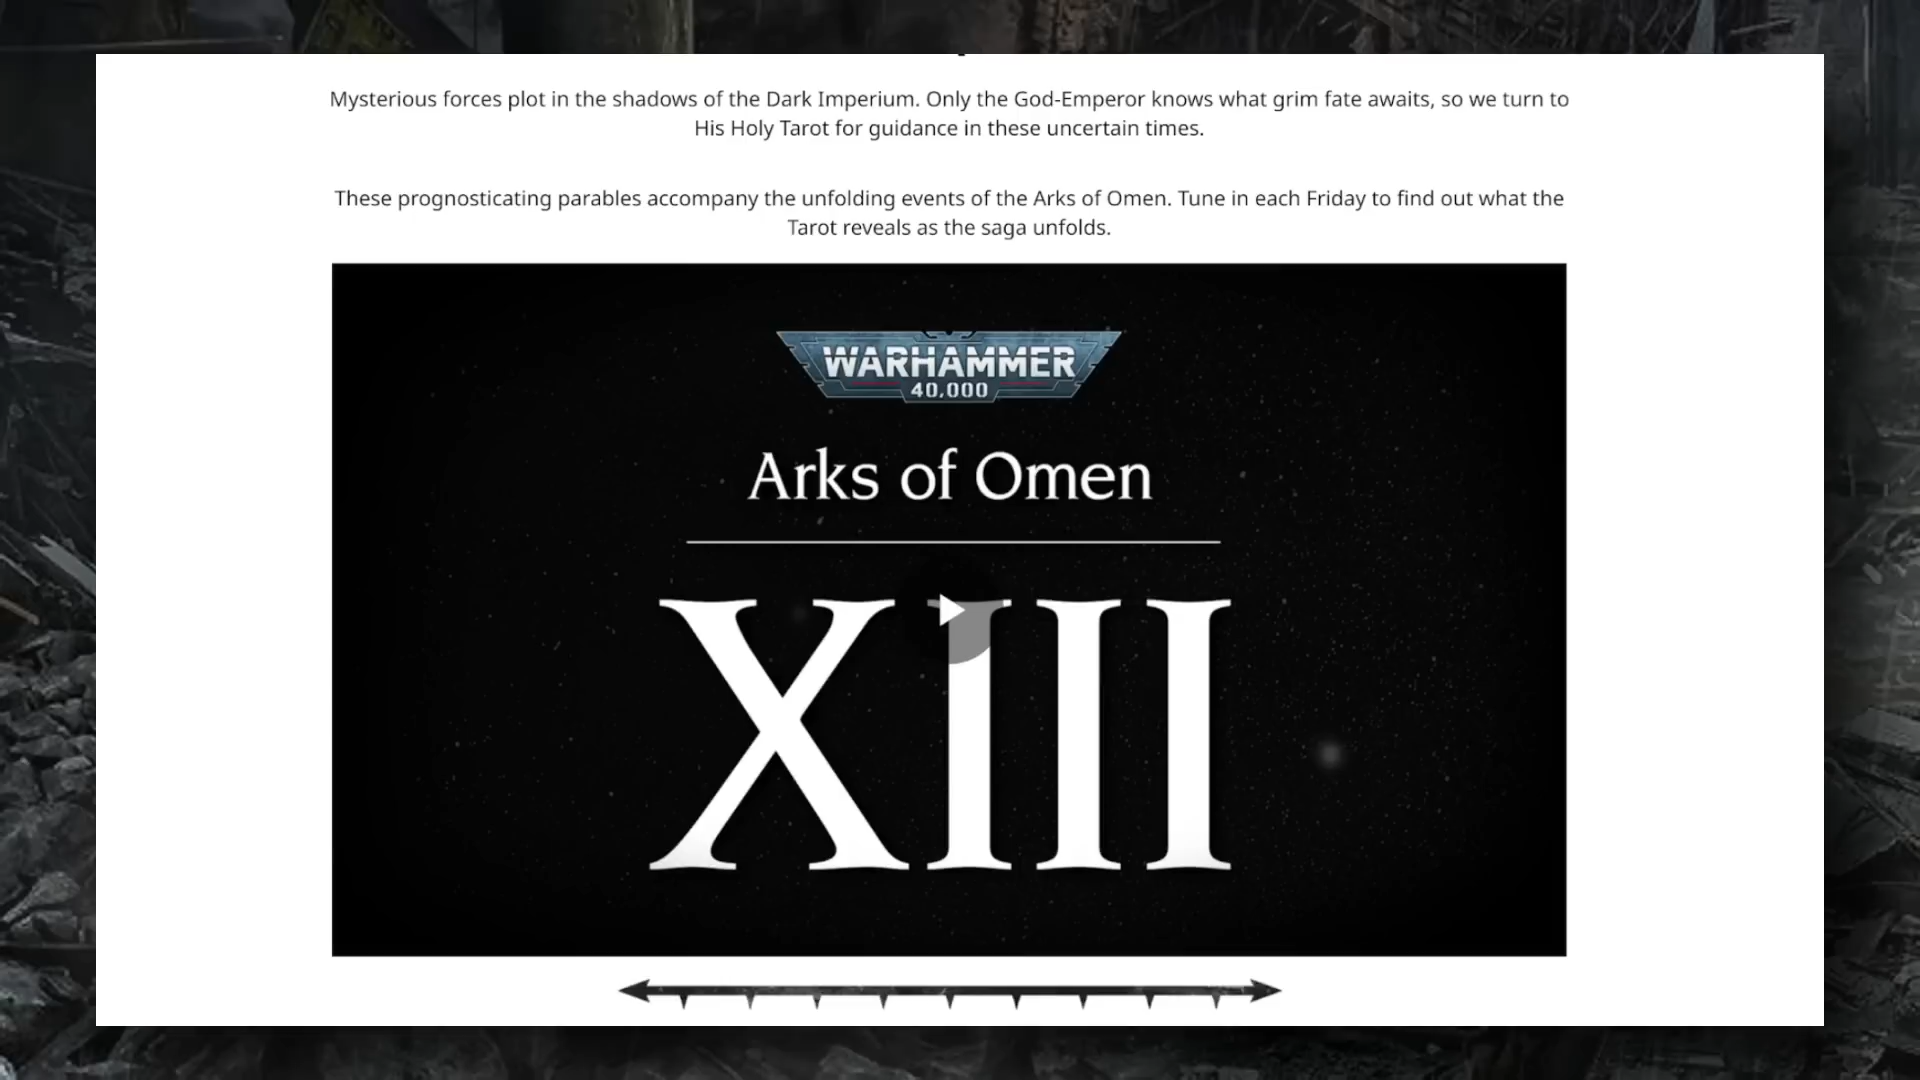 Mysterious forces plot in the shadows of the Dark Imperium. Only the God-Emperor knows what grim fate awaits, so we turn to
His Holy Tarot for guidance in these uncertain times.
These prognosticating parables accompany the unfolding events of the Arks of Omen. Tune in each Friday to find out what the
Tarot reveals as the saga unfolds.
WARHAMMER
40,000
Arks of Omen
XIII